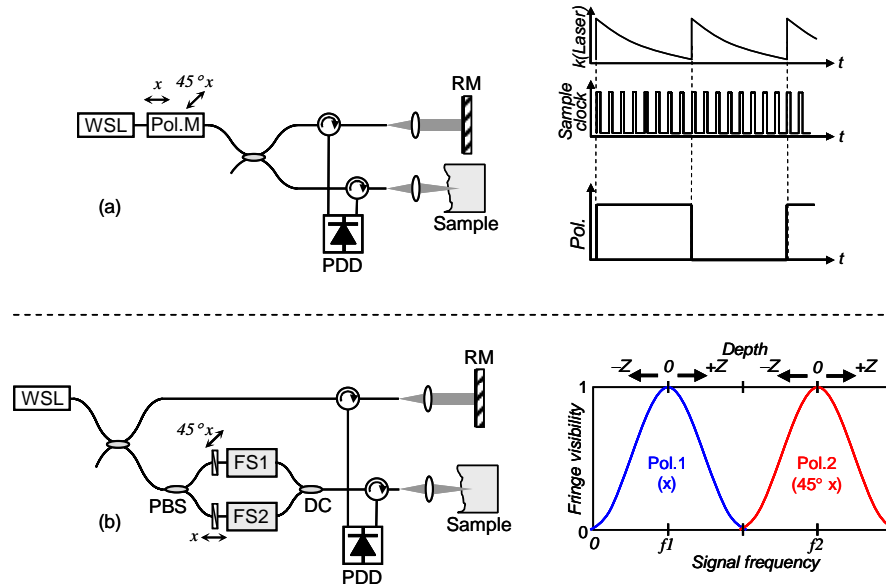 x
45° x
WSL
Pol.M
RM
Sample
PDD
(a)
k(Laser)
t
Sample
clock
t
Pol.
t
WSL
45° x
FS1
PBS
FS2
DC
x
RM
Sample
PDD
(b)
Depth
–Z 0 +Z –Z 0 +Z
Fringe visibility
1
0
Pol.1
(x)
Pol.2
(45° x)
0 f1 f2
Signal frequency